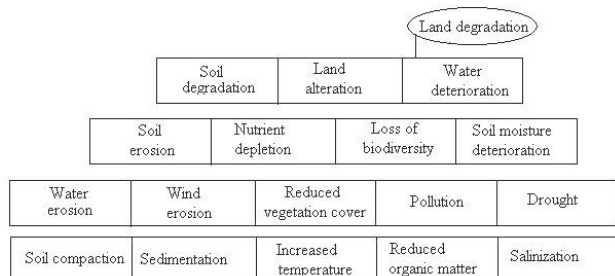 Land degradation
Soil degradation
Land alteration
Water deterioration
Soil erosion
Nutrient depletion
Loss of biodiversity
Soil moisture deterioration
Water erosion
Wind erosion
Reduced vegetation cover
Pollution
Drought
Soil compaction
Sedimentation
Increased temperature
Reduced organic matter
Salinization